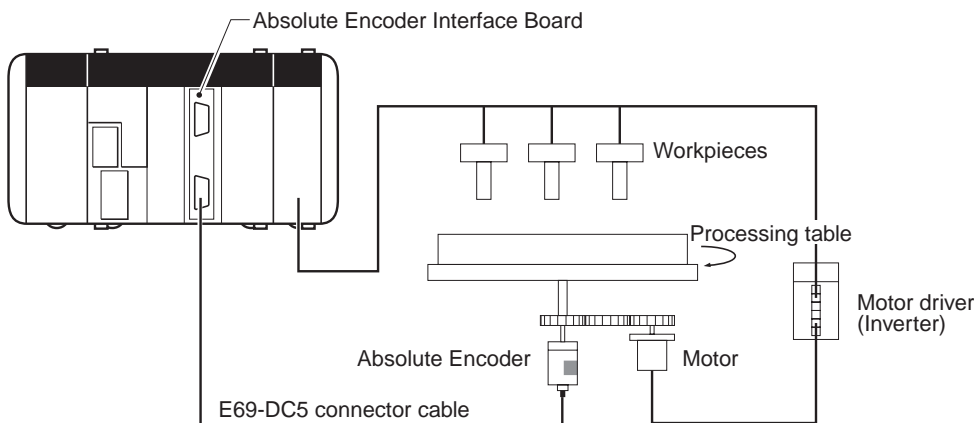 Absolute Encoder Interface Board
Workpieces
Processing table
Motor driver
(Inverter)
Absolute Encoder
Motor
E69-DC5 connector cable